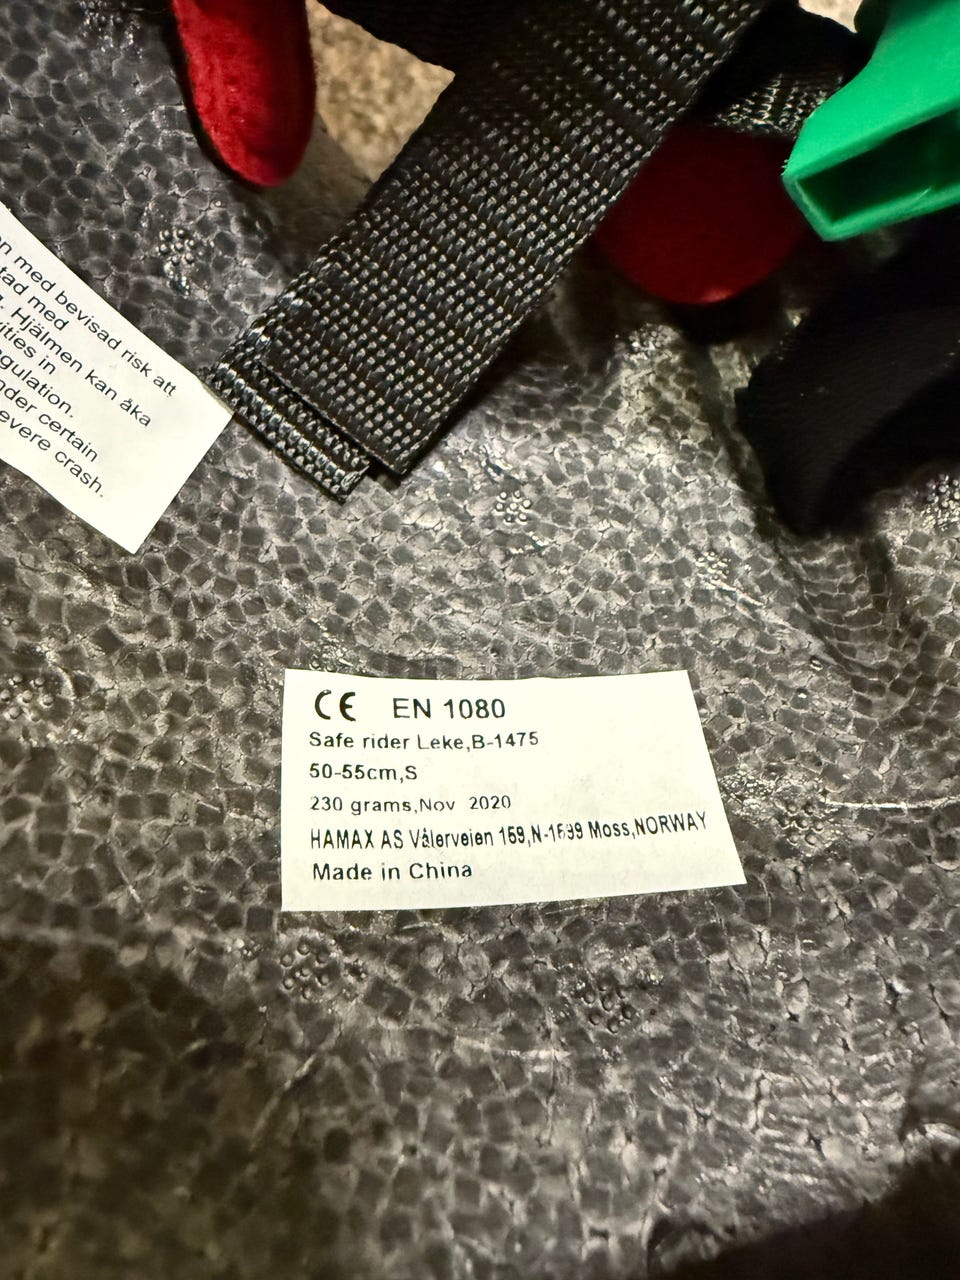 n med bevisad risk att
tad med
. Hjälmen kan åka
ities in
gulation.
nder certain
evere crash.
CE EN 1080
Safe rider Leke,B-1475
50-55cm,S
230 grams,Nov 2020
HAMAX AS Vålerveien 159,N-1599 Moss,NORWAY
Made in China